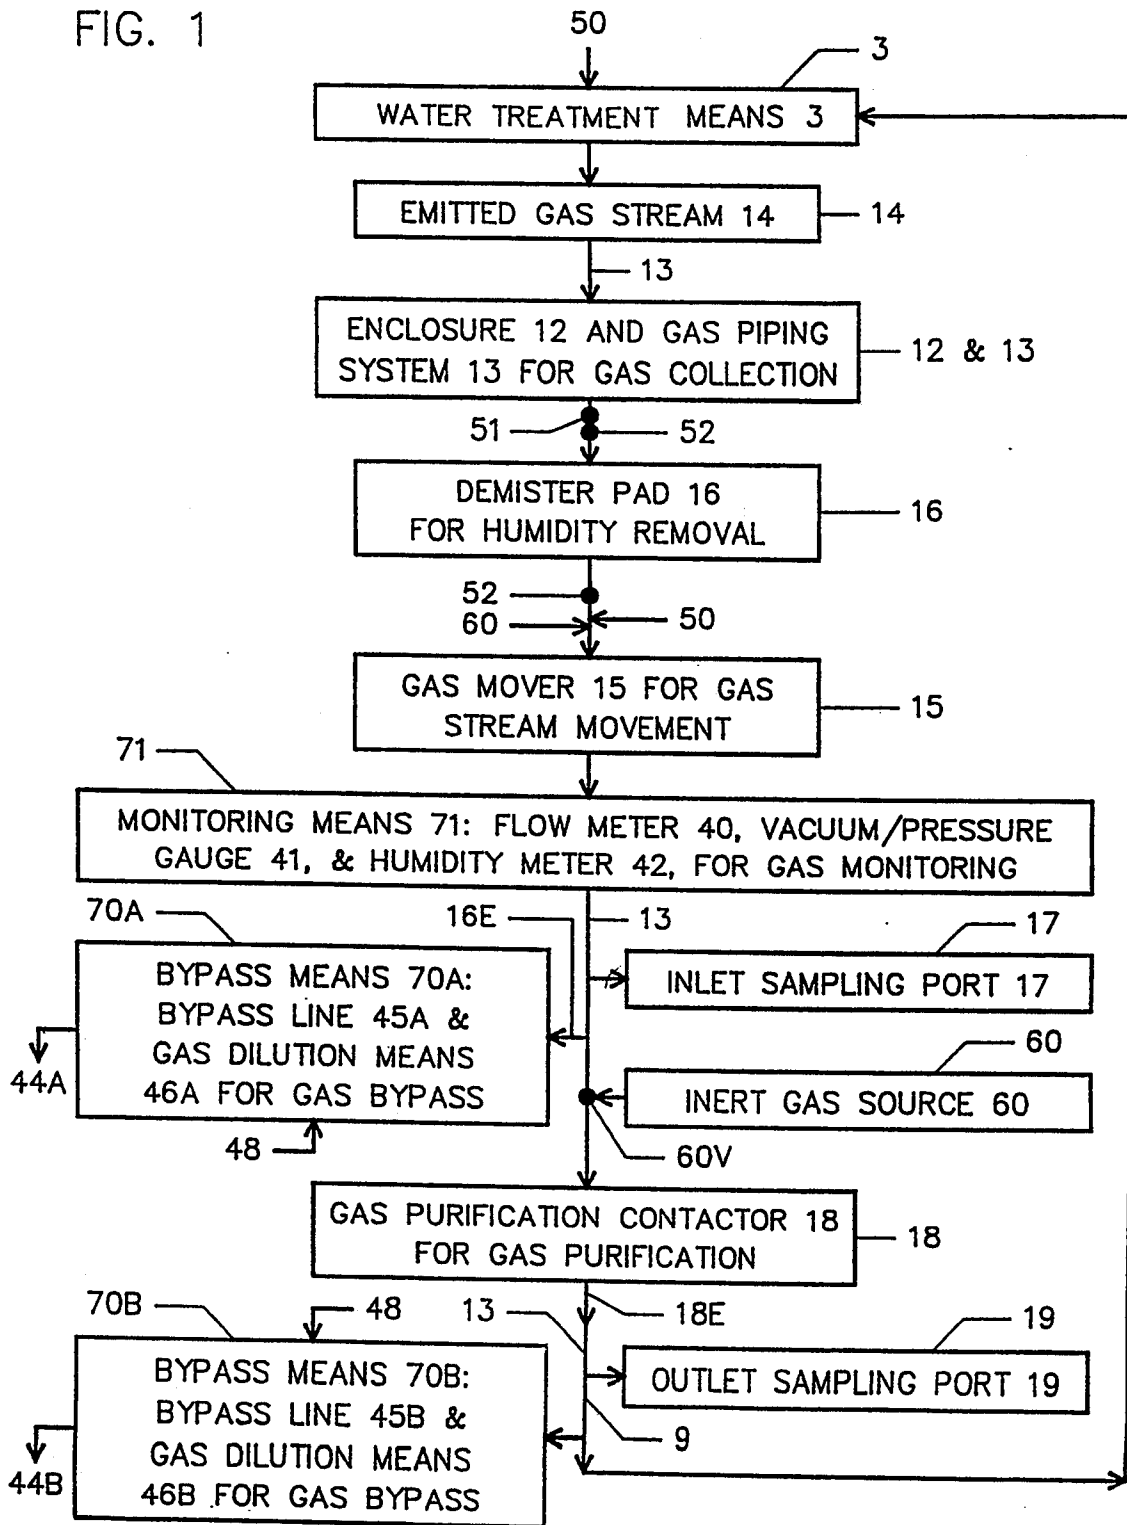 FIG. 1
50
3
WATER TREATMENT MEANS 3
EMITTED GAS STREAM 14
14
13
ENCLOSURE 12 AND GAS PIPING
SYSTEM 13 FOR GAS COLLECTION
12 & 13
51
52
DEMISTER PAD 16
FOR HUMIDITY REMOVAL
16
52
60
50
GAS MOVER 15 FOR GAS
STREAM MOVEMENT
15
71
MONITORING MEANS 71: FLOW METER 40, VACUUM/PRESSURE
GAUGE 41, & HUMIDITY METER 42, FOR GAS MONITORING
70A
16E
13
17
BYPASS MEANS 70A:
BYPASS LINE 45A &
GAS DILUTION MEANS
46A FOR GAS BYPASS
INLET SAMPLING PORT 17
44A
60
INERT GAS SOURCE 60
48
60V
GAS PURIFICATION CONTACTOR 18
FOR GAS PURIFICATION
18
70B
48
13
18E
19
BYPASS MEANS 70B:
BYPASS LINE 45B &
GAS DILUTION MEANS
46B FOR GAS BYPASS
OUTLET SAMPLING PORT 19
9
44B